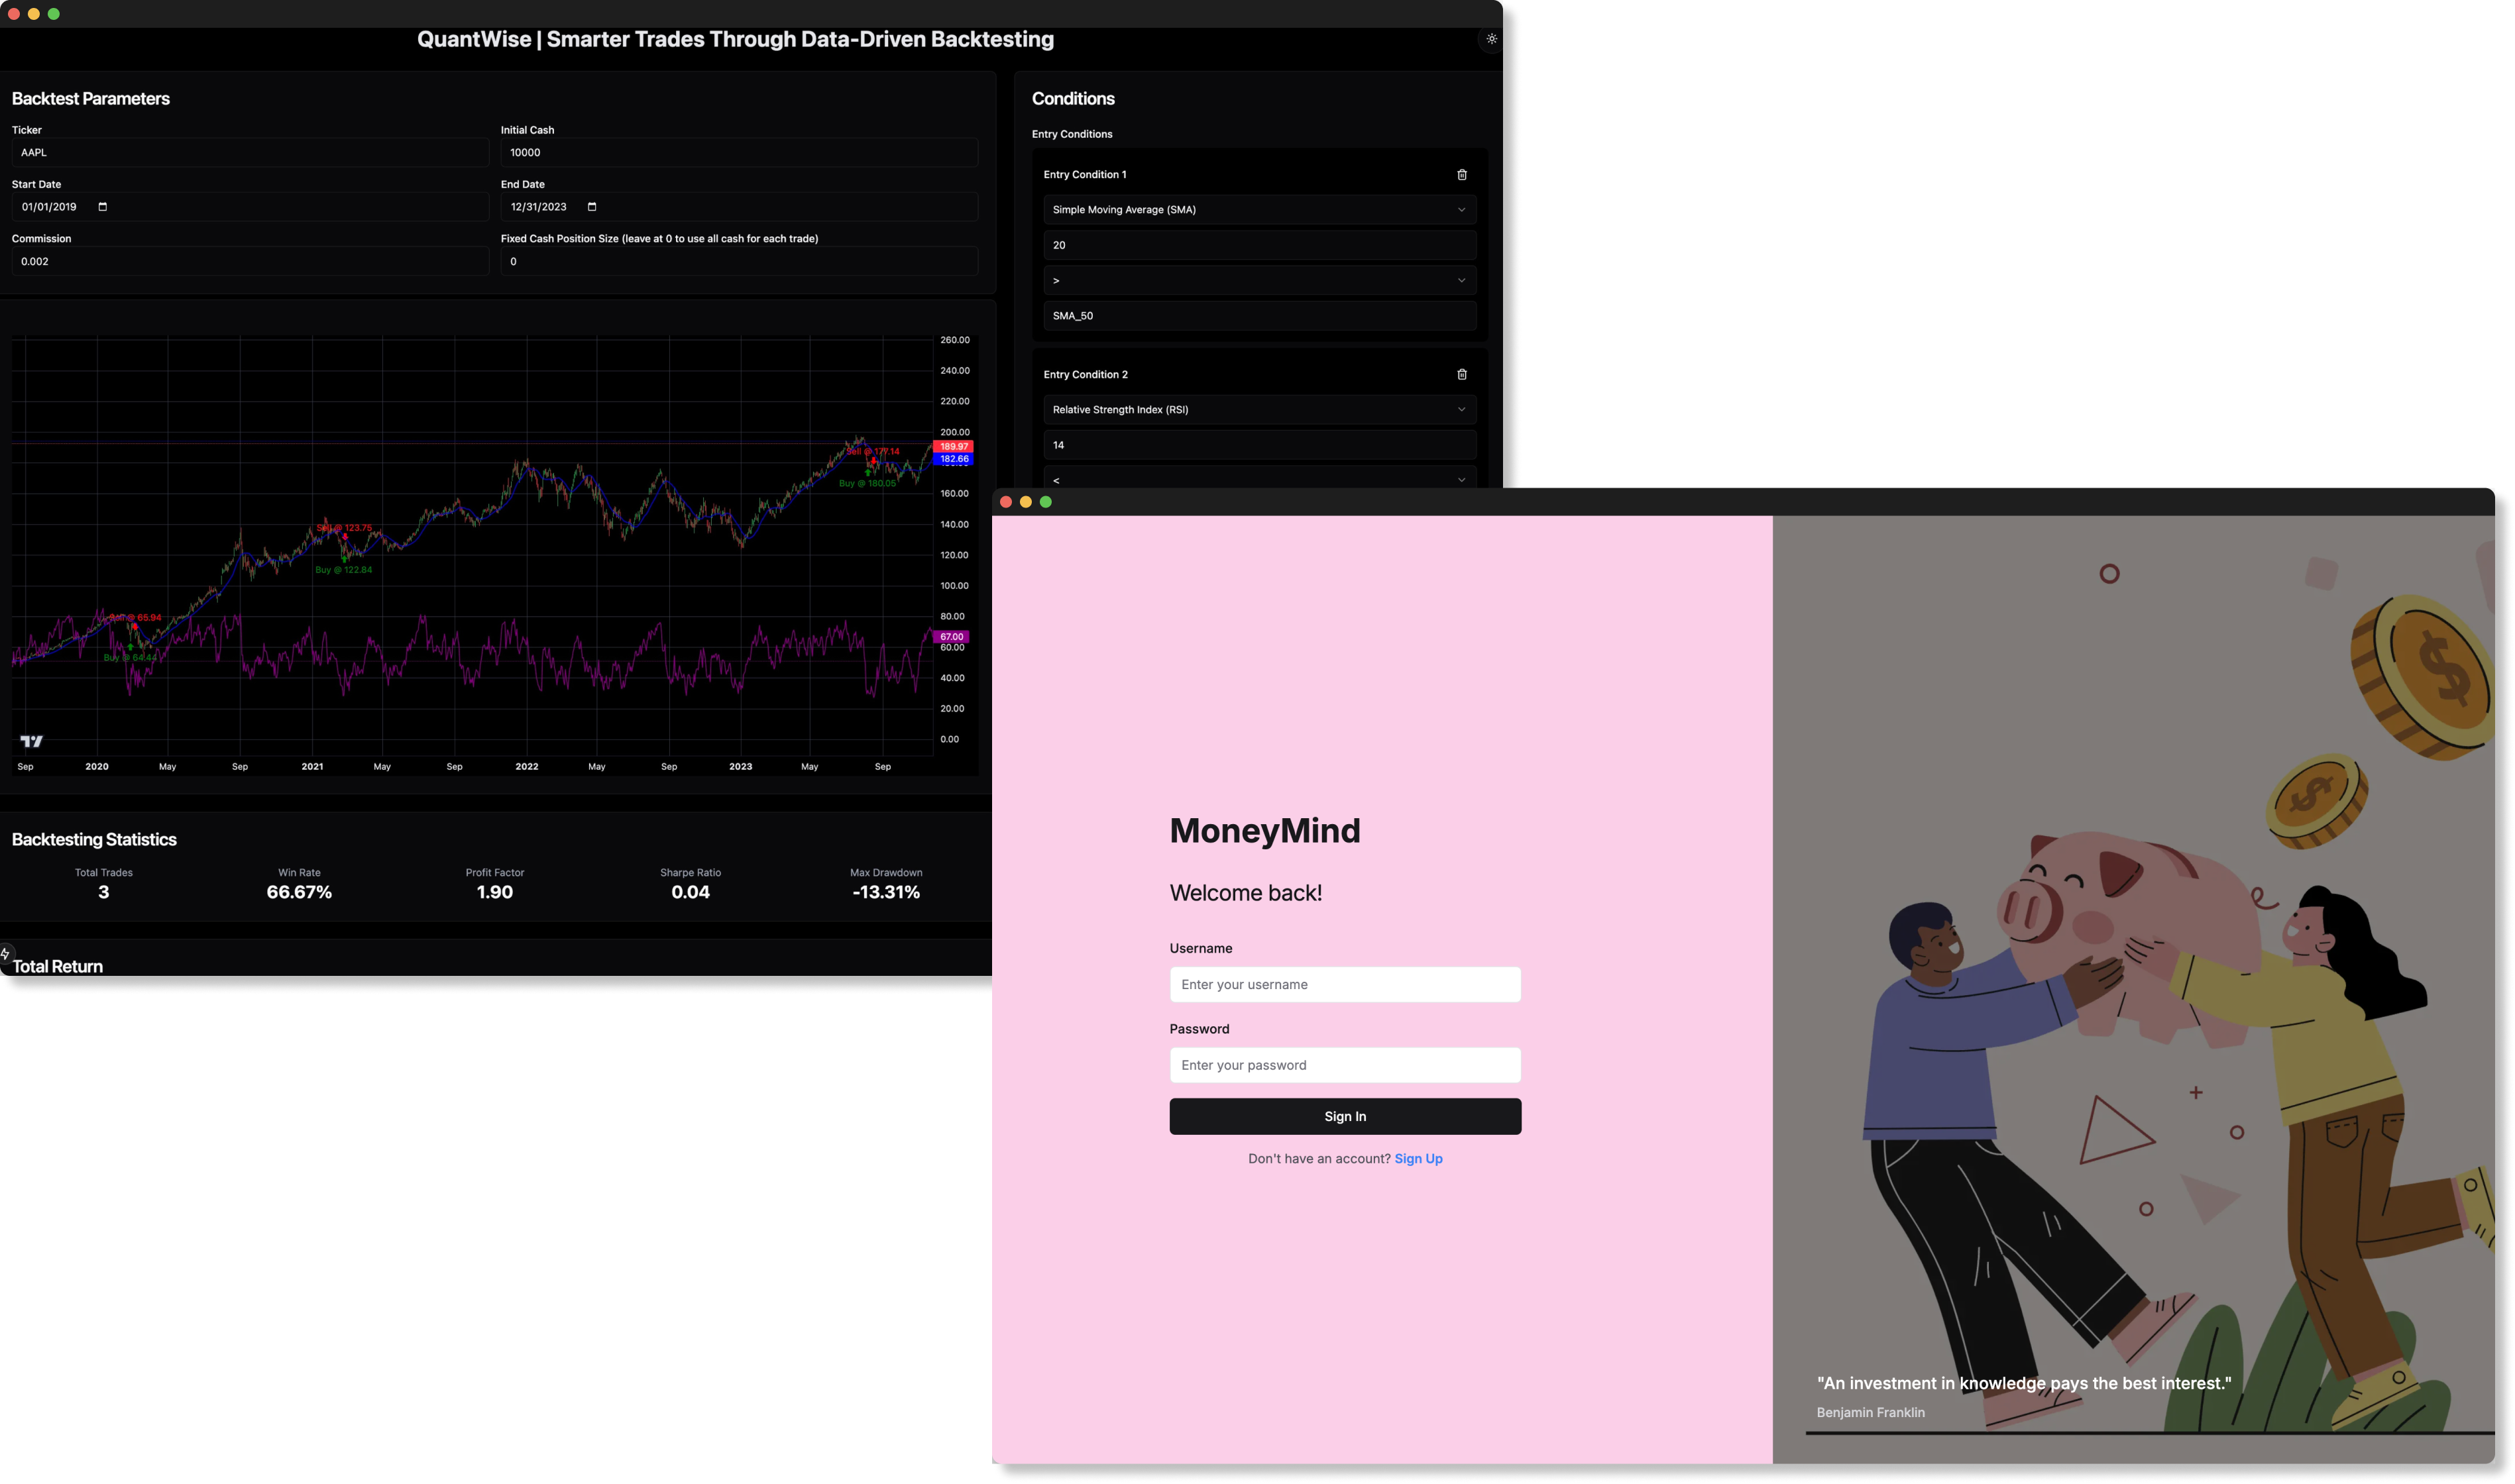 QuantWise | Smarter Trades Through Data-Driven Backtesting
Backtest Parameters
Ticker
Initial Cash
AAPL
10000
Start Date
End Date
01/01/2019
12/31/2023
Commission
Fixed Cash Position Size (leave at 0 to use all cash for each trade)
0.002
0
Conditions
Entry Conditions
Entry Condition 1
Simple Moving Average (SMA)
20
>
SMA_50
Entry Condition 2
Relative Strength Index (RSI)
14
<
260.00
240.00
220.00
200.00
189.97
182.66
160.00
140.00
120.00
100.00
80.00
67.00
60.00
40.00
20.00
0.00
Sell @ 177.14
Buy @ 180.05
Sell @ 123.75
Buy @ 122.84
Sell @ 65.94
Buy @ 64.44
Sep 2020 May Sep 2021 May Sep 2022 May Sep 2023 May Sep
Backtesting Statistics
Total Trades
3
Win Rate
66.67%
Profit Factor
1.90
Sharpe Ratio
0.04
Max Drawdown
-13.31%
Total Return
MoneyMind
Welcome back!
Username
Enter your username
Password
Enter your password
Sign In
Don't have an account? Sign Up
"An investment in knowledge pays the best interest."
Benjamin Franklin